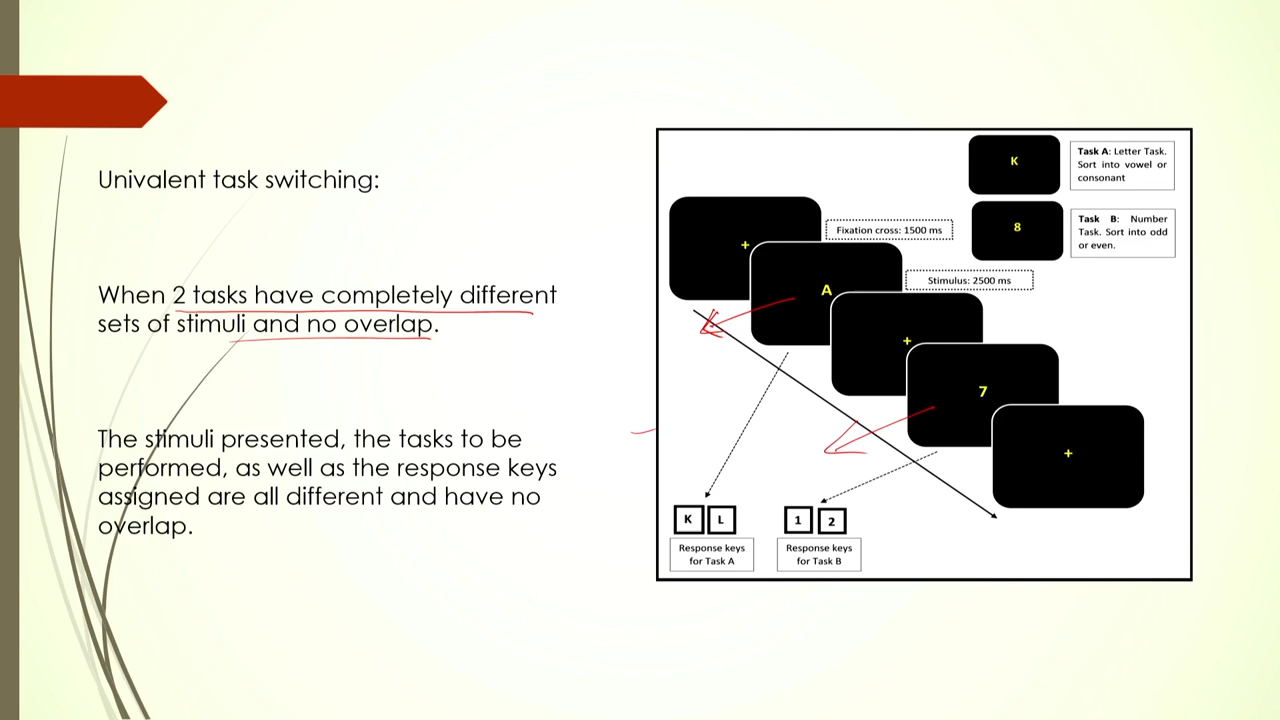 Univalent task switching:
When 2 tasks have completely different
sets of stimuli and no overlap.
The stimuli presented, the tasks to be
performed, as well as the response keys
assigned are all different and have no
overlap.
K
Task A: Letter Task.
Sort into vowel or
consonant
8
Task B: Number
Task. Sort into odd
or even.
+
Fixation cross: 1500 ms
A
Stimulus: 2500 ms
+
7
+
K L
Response keys
for Task A
1 2
Response keys
for Task B